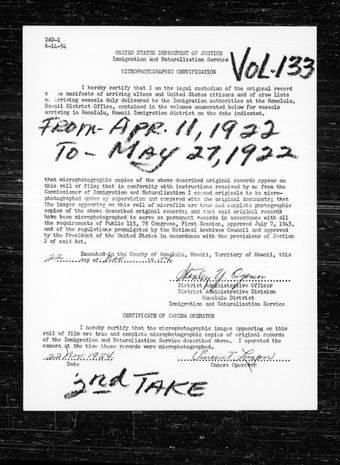 DAD-1
6-14-54
UNITED STATES DEPARTMENT OF JUSTICE
Immigration and Naturalization Service
VOL. 133
MICROPHOTOGRAPHIC CERTIFICATION
I hereby certify that I am the legal custodian of the original record
manifests of arriving aliens and United States citizens and of crew lists
arriving vessels duly delivered to the Immigration authorities at the Honolulu,
Hawaii District Office, contained in the volumes enumerated below for vessels
arriving in Honolulu, Hawaii Immigration district on the date indicated,
FROM - APR. 11, 1922
TO - MAY 27, 1922
that microphotographic copies of the above described original records appear on
this roll of film; that in conformity with instructions received by me from the
Commissioner of Immigration and Naturalization I caused originals to be micro-
photographed under my supervision and compared with the original documents; that
the images appearing on this roll of microfilm are true and complete photographic
copies of the above described original records; and that said original records
have been microphotographed to serve as permanent records in accordance with all
the requirements of Public 115, 78 Congress, First Session, approved July 7, 1943,
and of the regulations promulgated by the National Archives Council and approved
by the President of the United States in accordance with the provisions of Section
2 of said Act.
Executed in the County of Honolulu, Hawaii, Territory of Hawaii, this
22 day of Nov. 1954
Stanley Y.
District Administrative Officer
District Administrative Division
Honolulu District
Immigration and Naturalization Service
CERTIFICATE OF CAMERA OPERATOR
I hereby certify that the microphotographic images appearing on this
roll of film are true and complete microphotographic copies of original records
of the Immigration and Naturalization Service described above. I operated the
camera at the time these records were microphotographed.
22 Nov. 1954
Date
Camera Operator
2nd TAKE